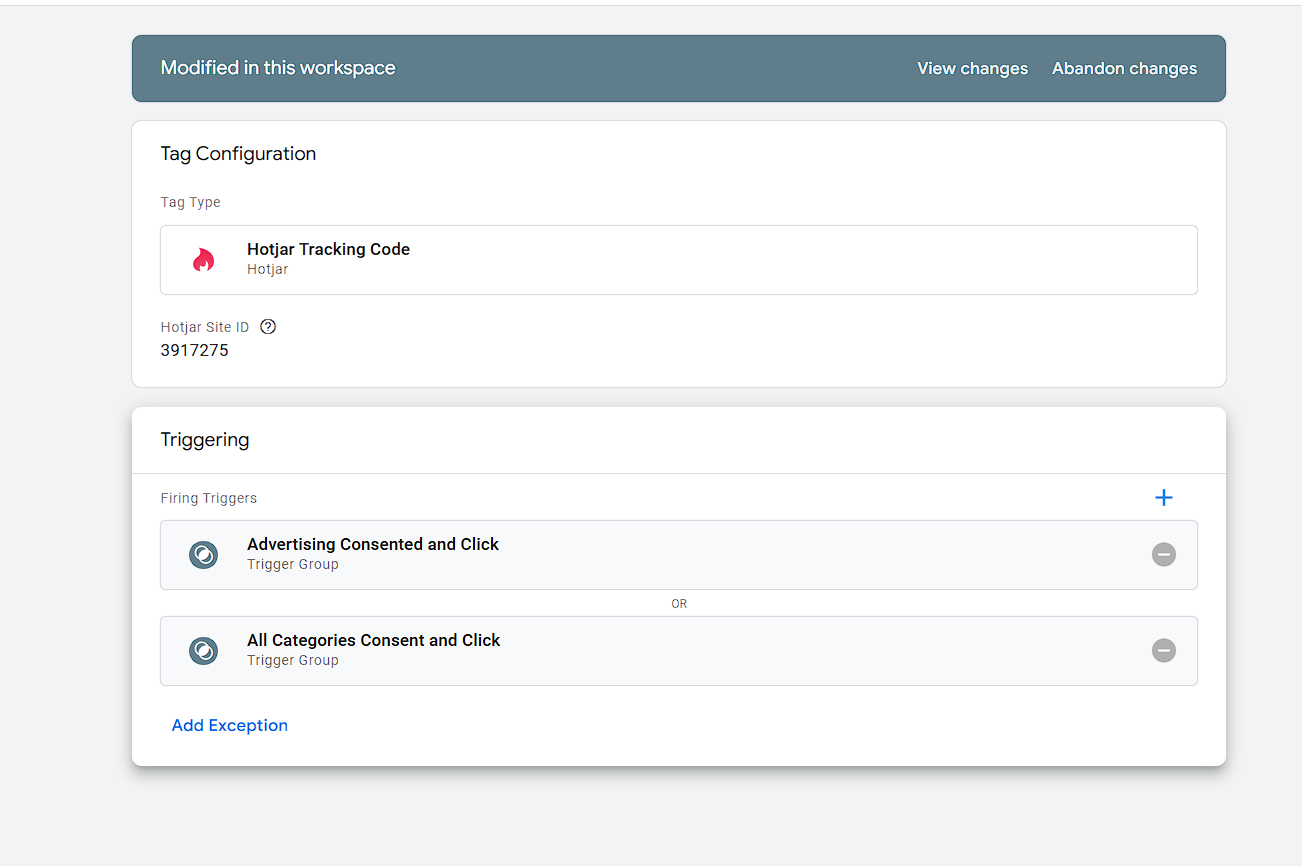 Modified in this workspace
View changes
Abandon changes
Tag Configuration
Tag Type
Hotjar Tracking Code
Hotjar
Hotjar Site ID
3917275
Triggering
Firing Triggers
Advertising Consented and Click
Trigger Group
OR
All Categories Consent and Click
Trigger Group
Add Exception